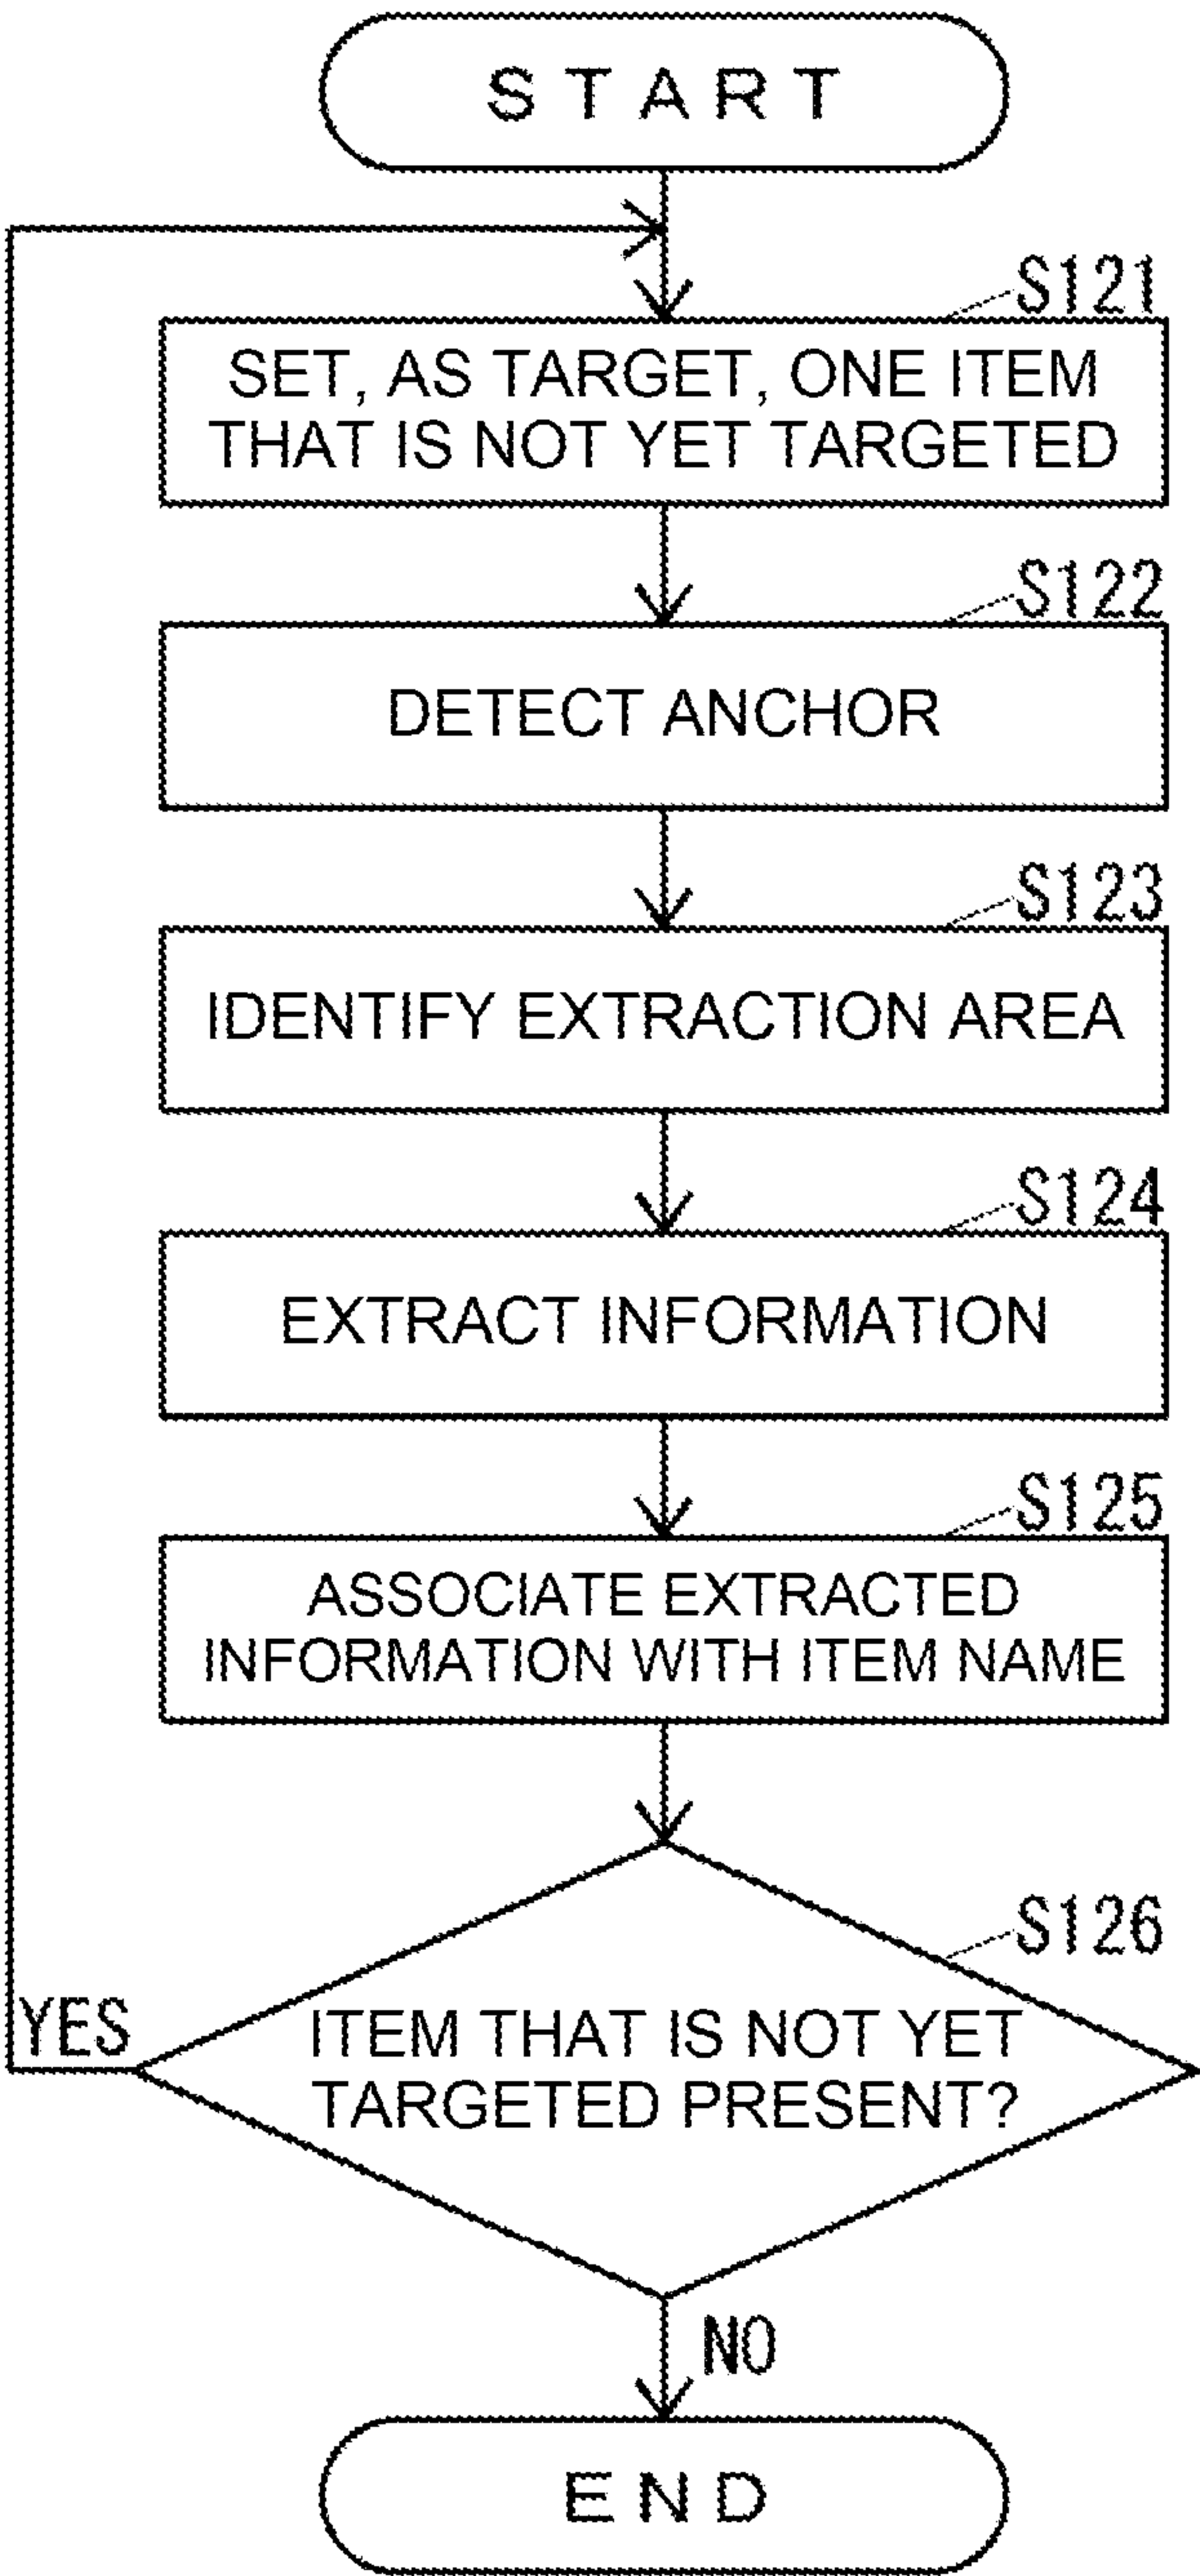 START
S121
SET, AS TARGET, ONE ITEM
THAT IS NOT YET TARGETED
S122
DETECT ANCHOR
S123
IDENTIFY EXTRACTION AREA
S124
EXTRACT INFORMATION
S125
ASSOCIATE EXTRACTED
INFORMATION WITH ITEM NAME
S126
YES
ITEM THAT IS NOT YET
TARGETED PRESENT?
NO
END